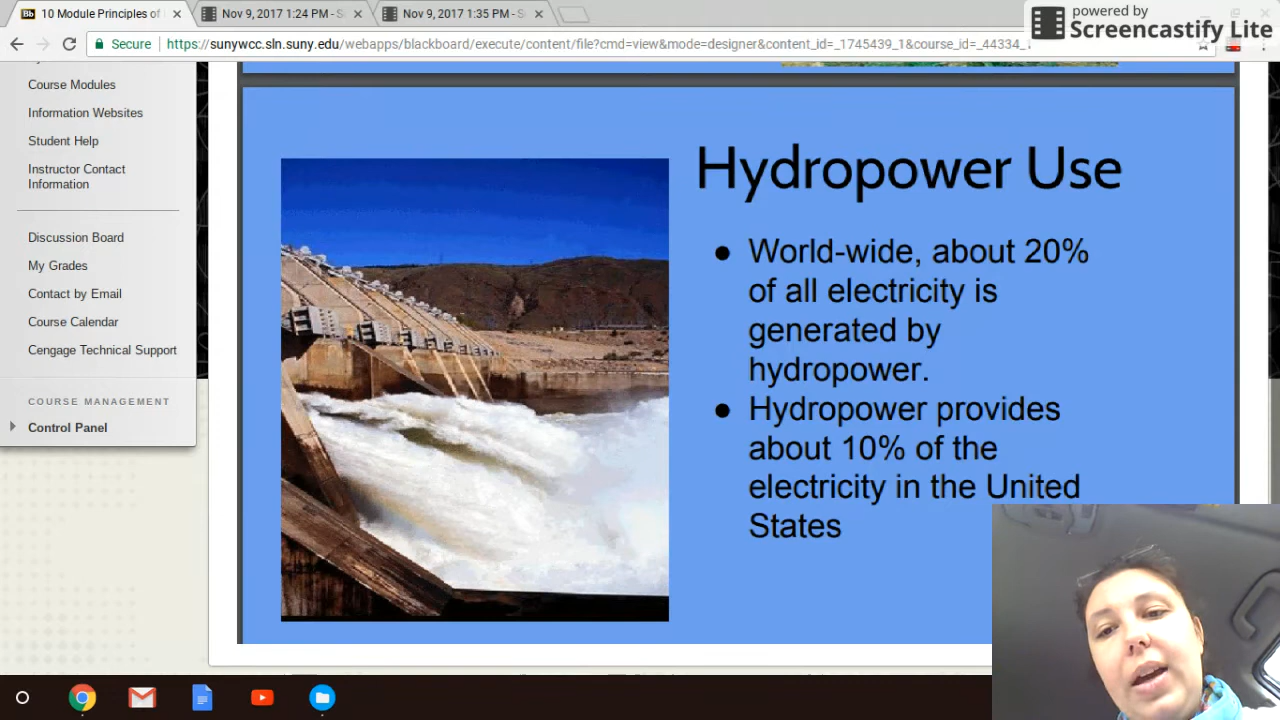 10 Module Principles of
Nov 9, 2017 1:24 PM - S
Nov 9, 2017 1:35 PM - S
powered by
Screencastify Lite
Secure
https://sunywcc.sln.suny.edu/webapps/blackboard/execute/content/file?cmd=view&mode=designer&content_id=_1745439_1&course_id=_44334_1
Course Modules
Information Websites
Student Help
Instructor Contact
Information
Discussion Board
My Grades
Contact by Email
Course Calendar
Cengage Technical Support
COURSE MANAGEMENT
Control Panel
Hydropower Use
● World-wide, about 20%
of all electricity is
generated by
hydropower.
● Hydropower provides
about 10% of the
electricity in the United
States